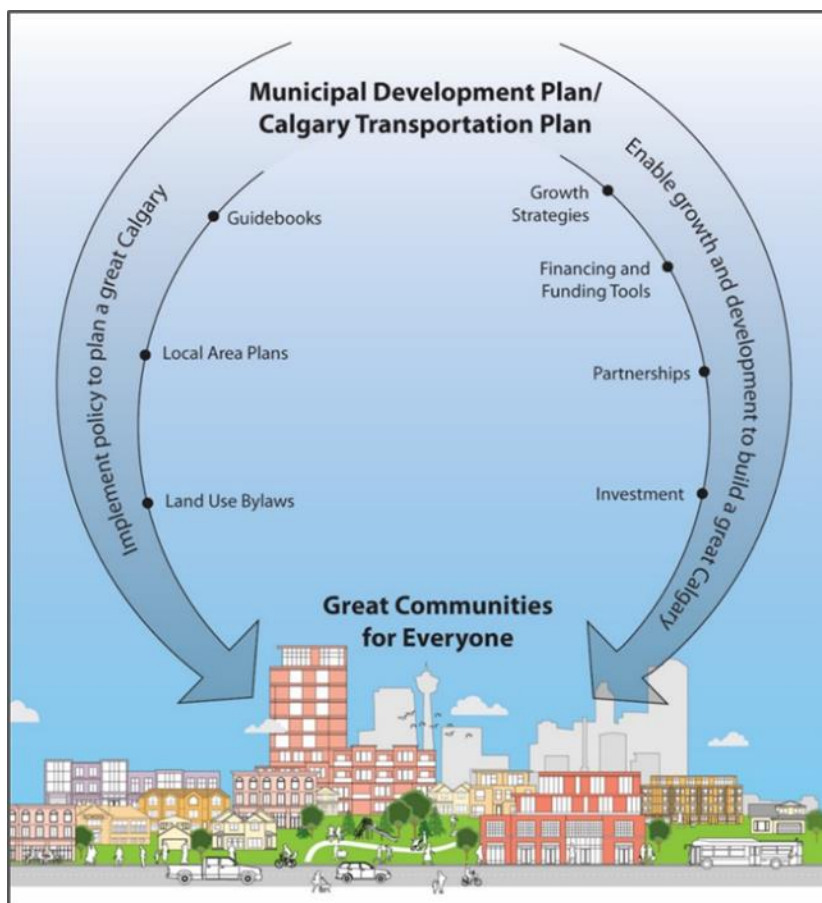 Municipal Development Plan/
Calgary Transportation Plan
Implement policy to plan a great Calgary
Guidebooks
Local Area Plans
Land Use Bylaws
Growth
Strategies
Financing and
Funding Tools
Partnerships
Investment
Enable growth and development to build a great Calgary
Great Communities
for Everyone